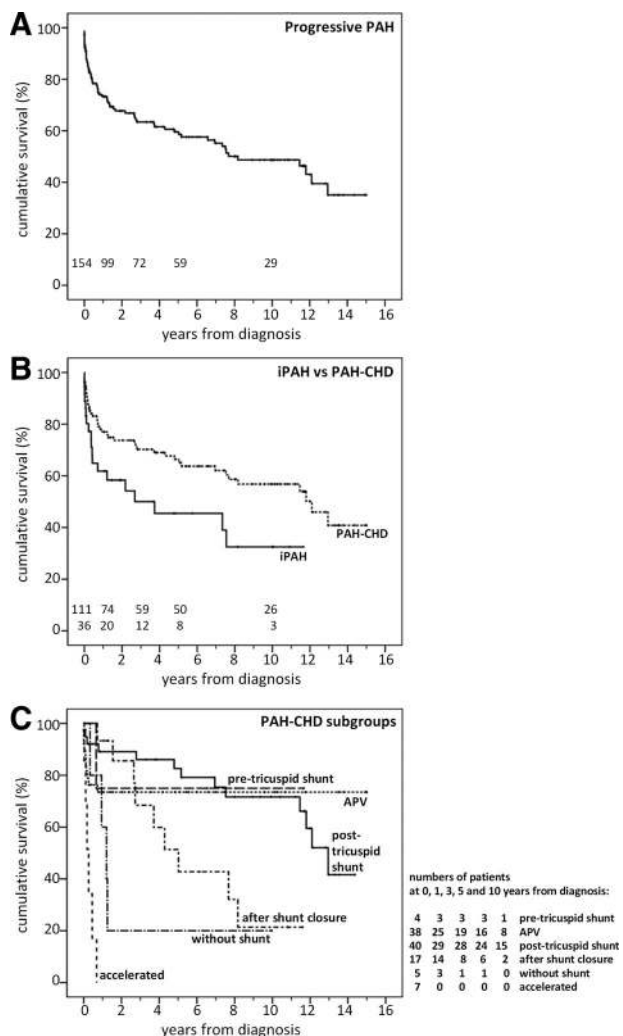 A
Progressive PAH
100
80
60
40
20
0
cumulative survival (%)
154 99 72 59 29
0 2 4 6 8 10 12 14 16
years from diagnosis
B
iPAH vs PAH-CHD
100
80
60
40
20
0
cumulative survival (%)
PAH-CHD
iPAH
111 74 59 50 26
36 20 12 8 3
0 2 4 6 8 10 12 14 16
years from diagnosis
C
PAH-CHD subgroups
100
80
60
40
20
0
cumulative survival (%)
pre-tricuspid shunt
APV
post-
tricuspid
shunt
after shunt closure
without shunt
accelerated
0 2 4 6 8 10 12 14 16
years from diagnosis
numbers of patients
at 0, 1, 3, 5 and 10 years from diagnosis:
4 3 3 3 1 pre-tricuspid shunt
38 25 19 16 8 APV
40 29 28 24 15 post-tricuspid shunt
17 14 8 6 2 after shunt closure
5 3 1 1 0 without shunt
7 0 0 0 0 accelerated